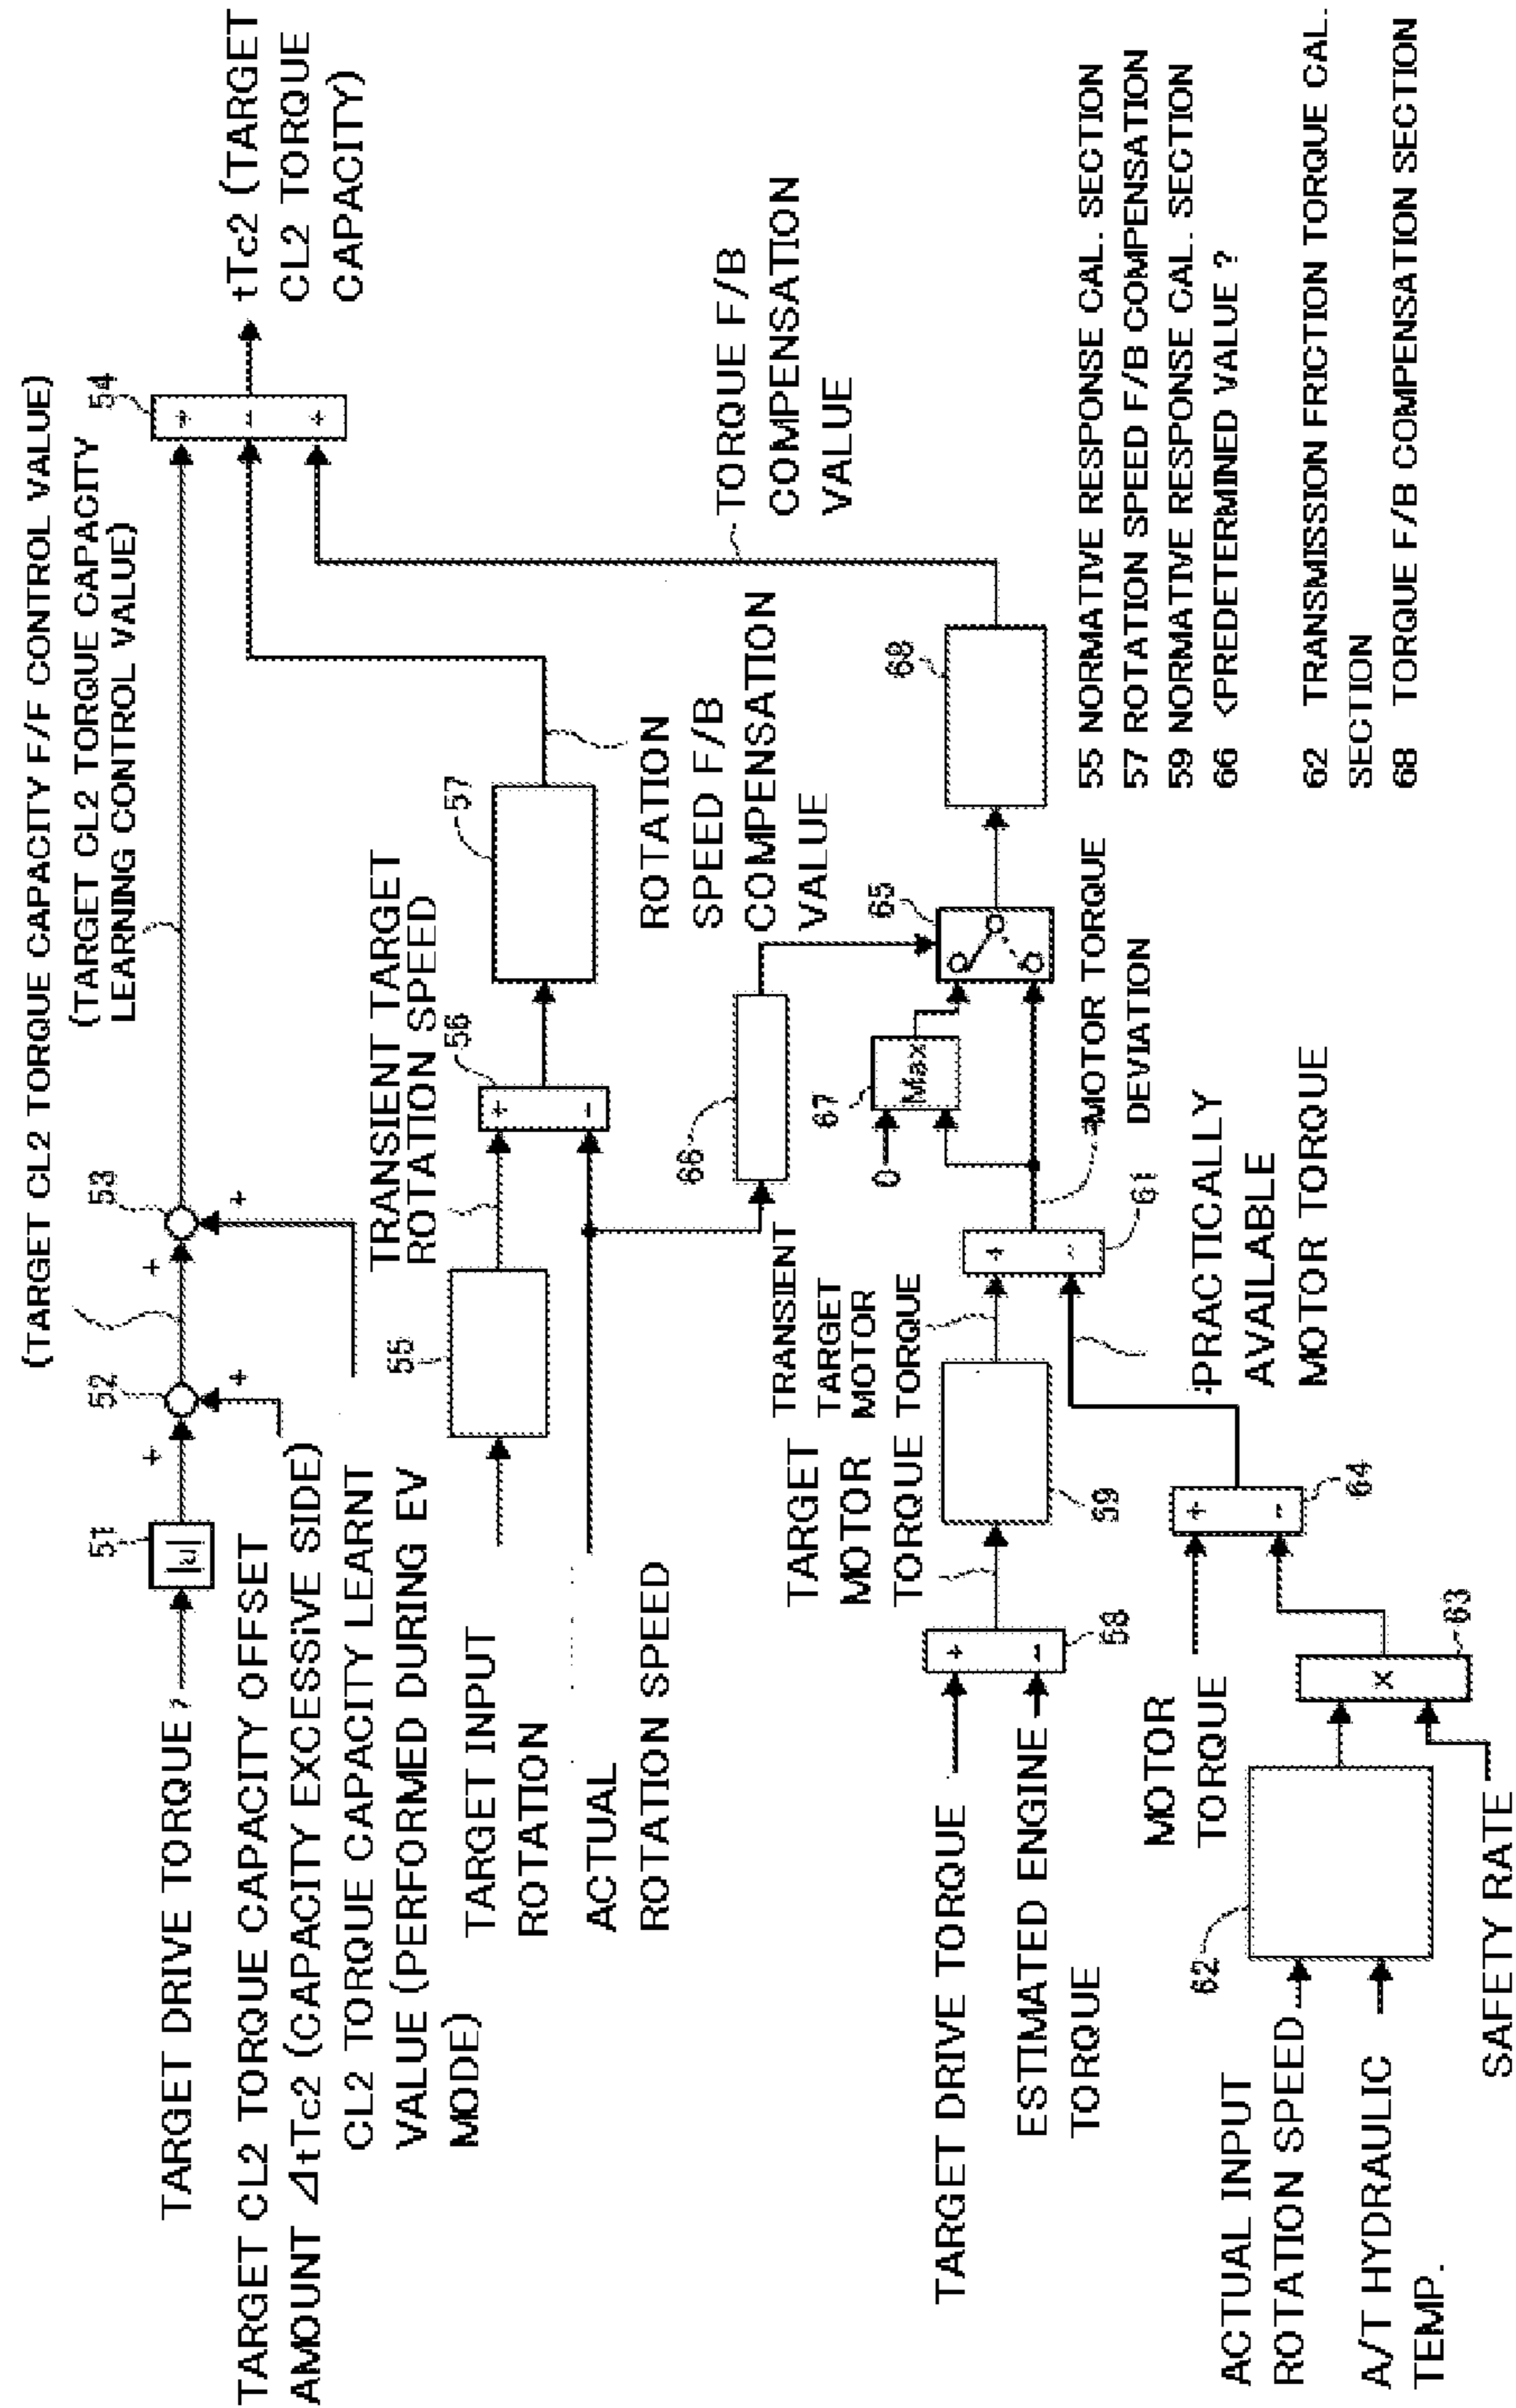 (TARGET CL2 TORQUE CAPACITY F/F CONTROL VALUE)
(TARGET CL2 TORQUE CAPACITY
LEARNING CONTROL VALUE)
TARGET DRIVE TORQUE
51
|u|
+
52
+
+
53
+
54
+
-
+
tTc2 (TARGET
CL2 TORQUE
CAPACITY)
TARGET CL2 TORQUE CAPACITY OFFSET
AMOUNT ΔtTc2 (CAPACITY EXCESSIVE SIDE)
CL2 TORQUE CAPACITY LEARNT
VALUE (PERFORMED DURING EV
MODE)
TARGET INPUT
ROTATION
ACTUAL
ROTATION SPEED
55
TRANSIENT TARGET
ROTATION SPEED
56
+
-
57
ROTATION
SPEED F/B
COMPENSATION
VALUE
TORQUE F/B
COMPENSATION
VALUE
66
67
0
Max
65
68
TARGET DRIVE TORQUE
ESTIMATED ENGINE
TORQUE
+
-
58
TARGET
MOTOR
TORQUE
59
TRANSIENT
TARGET
MOTOR
TORQUE
+
-
61
MOTOR TORQUE
DEVIATION
PRACTICALLY
AVAILABLE
MOTOR TORQUE
ACTUAL INPUT
ROTATION SPEED
A/T HYDRAULIC
TEMP.
62
SAFETY RATE
×
63
MOTOR
TORQUE
+
-
64
55 NORMATIVE RESPONSE CAL. SECTION
57 ROTATION SPEED F/B COMPENSATION
59 NORMATIVE RESPONSE CAL. SECTION
66 <PREDETERMINED VALUE ?
62 TRANSMISSION FRICTION TORQUE CAL.
SECTION
68 TORQUE F/B COMPENSATION SECTION